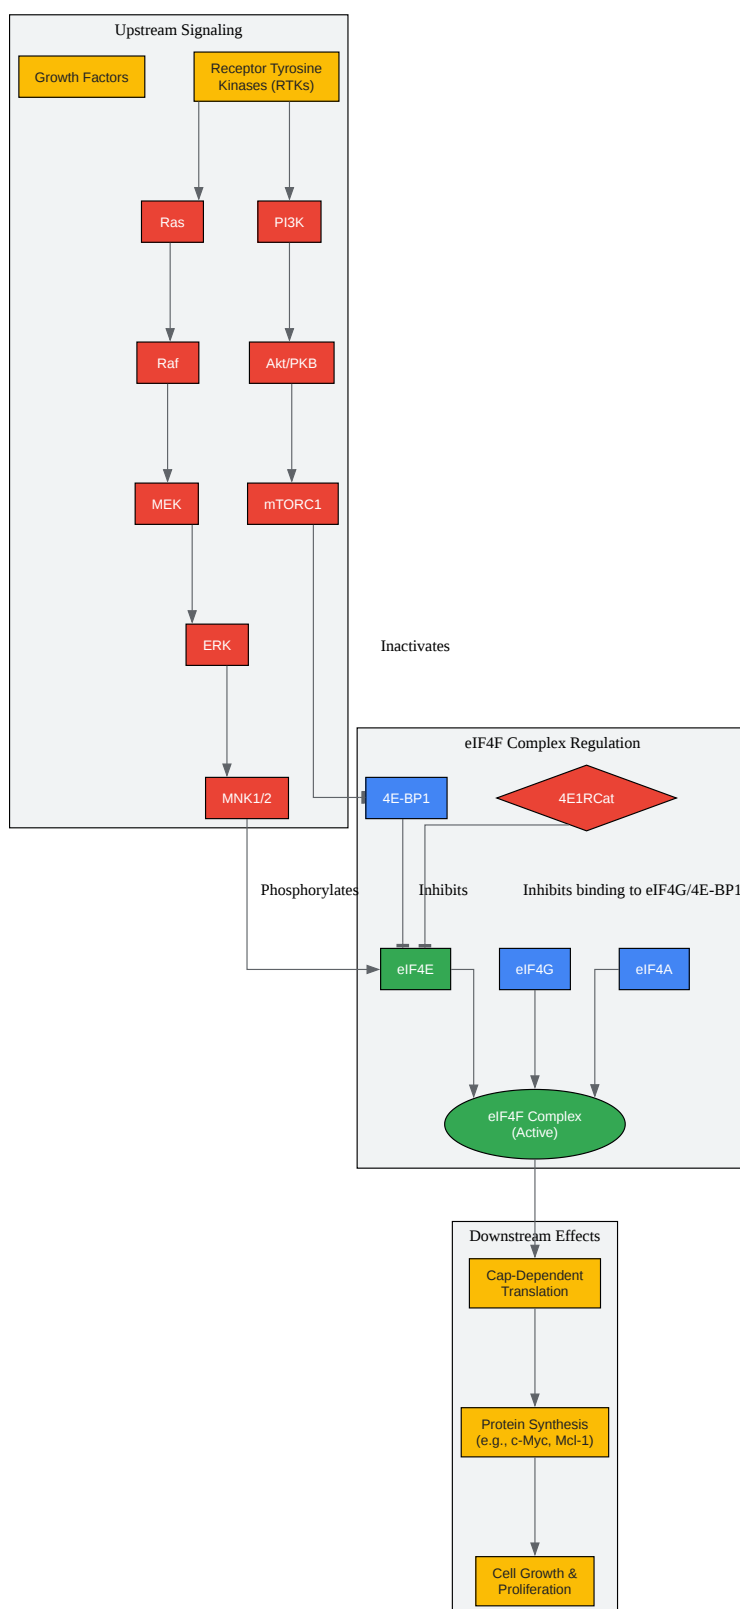 Upstream Signaling
Growth Factors
Receptor Tyrosine
Kinases (RTKs)
Ras
PI3K
Raf
Akt/PKB
MEK
mTORC1
ERK
Inactivates
MNK1/2
eIF4F Complex Regulation
4E-BP1
4E1RCat
Phosphorylates
Inhibits
Inhibits binding to eIF4G/4E-BP1
eIF4E
eIF4G
eIF4A
eIF4F Complex
(Active)
Downstream Effects
Cap-Dependent
Translation
Protein Synthesis
(e.g., c-Myc, Mcl-1)
Cell Growth &
Proliferation